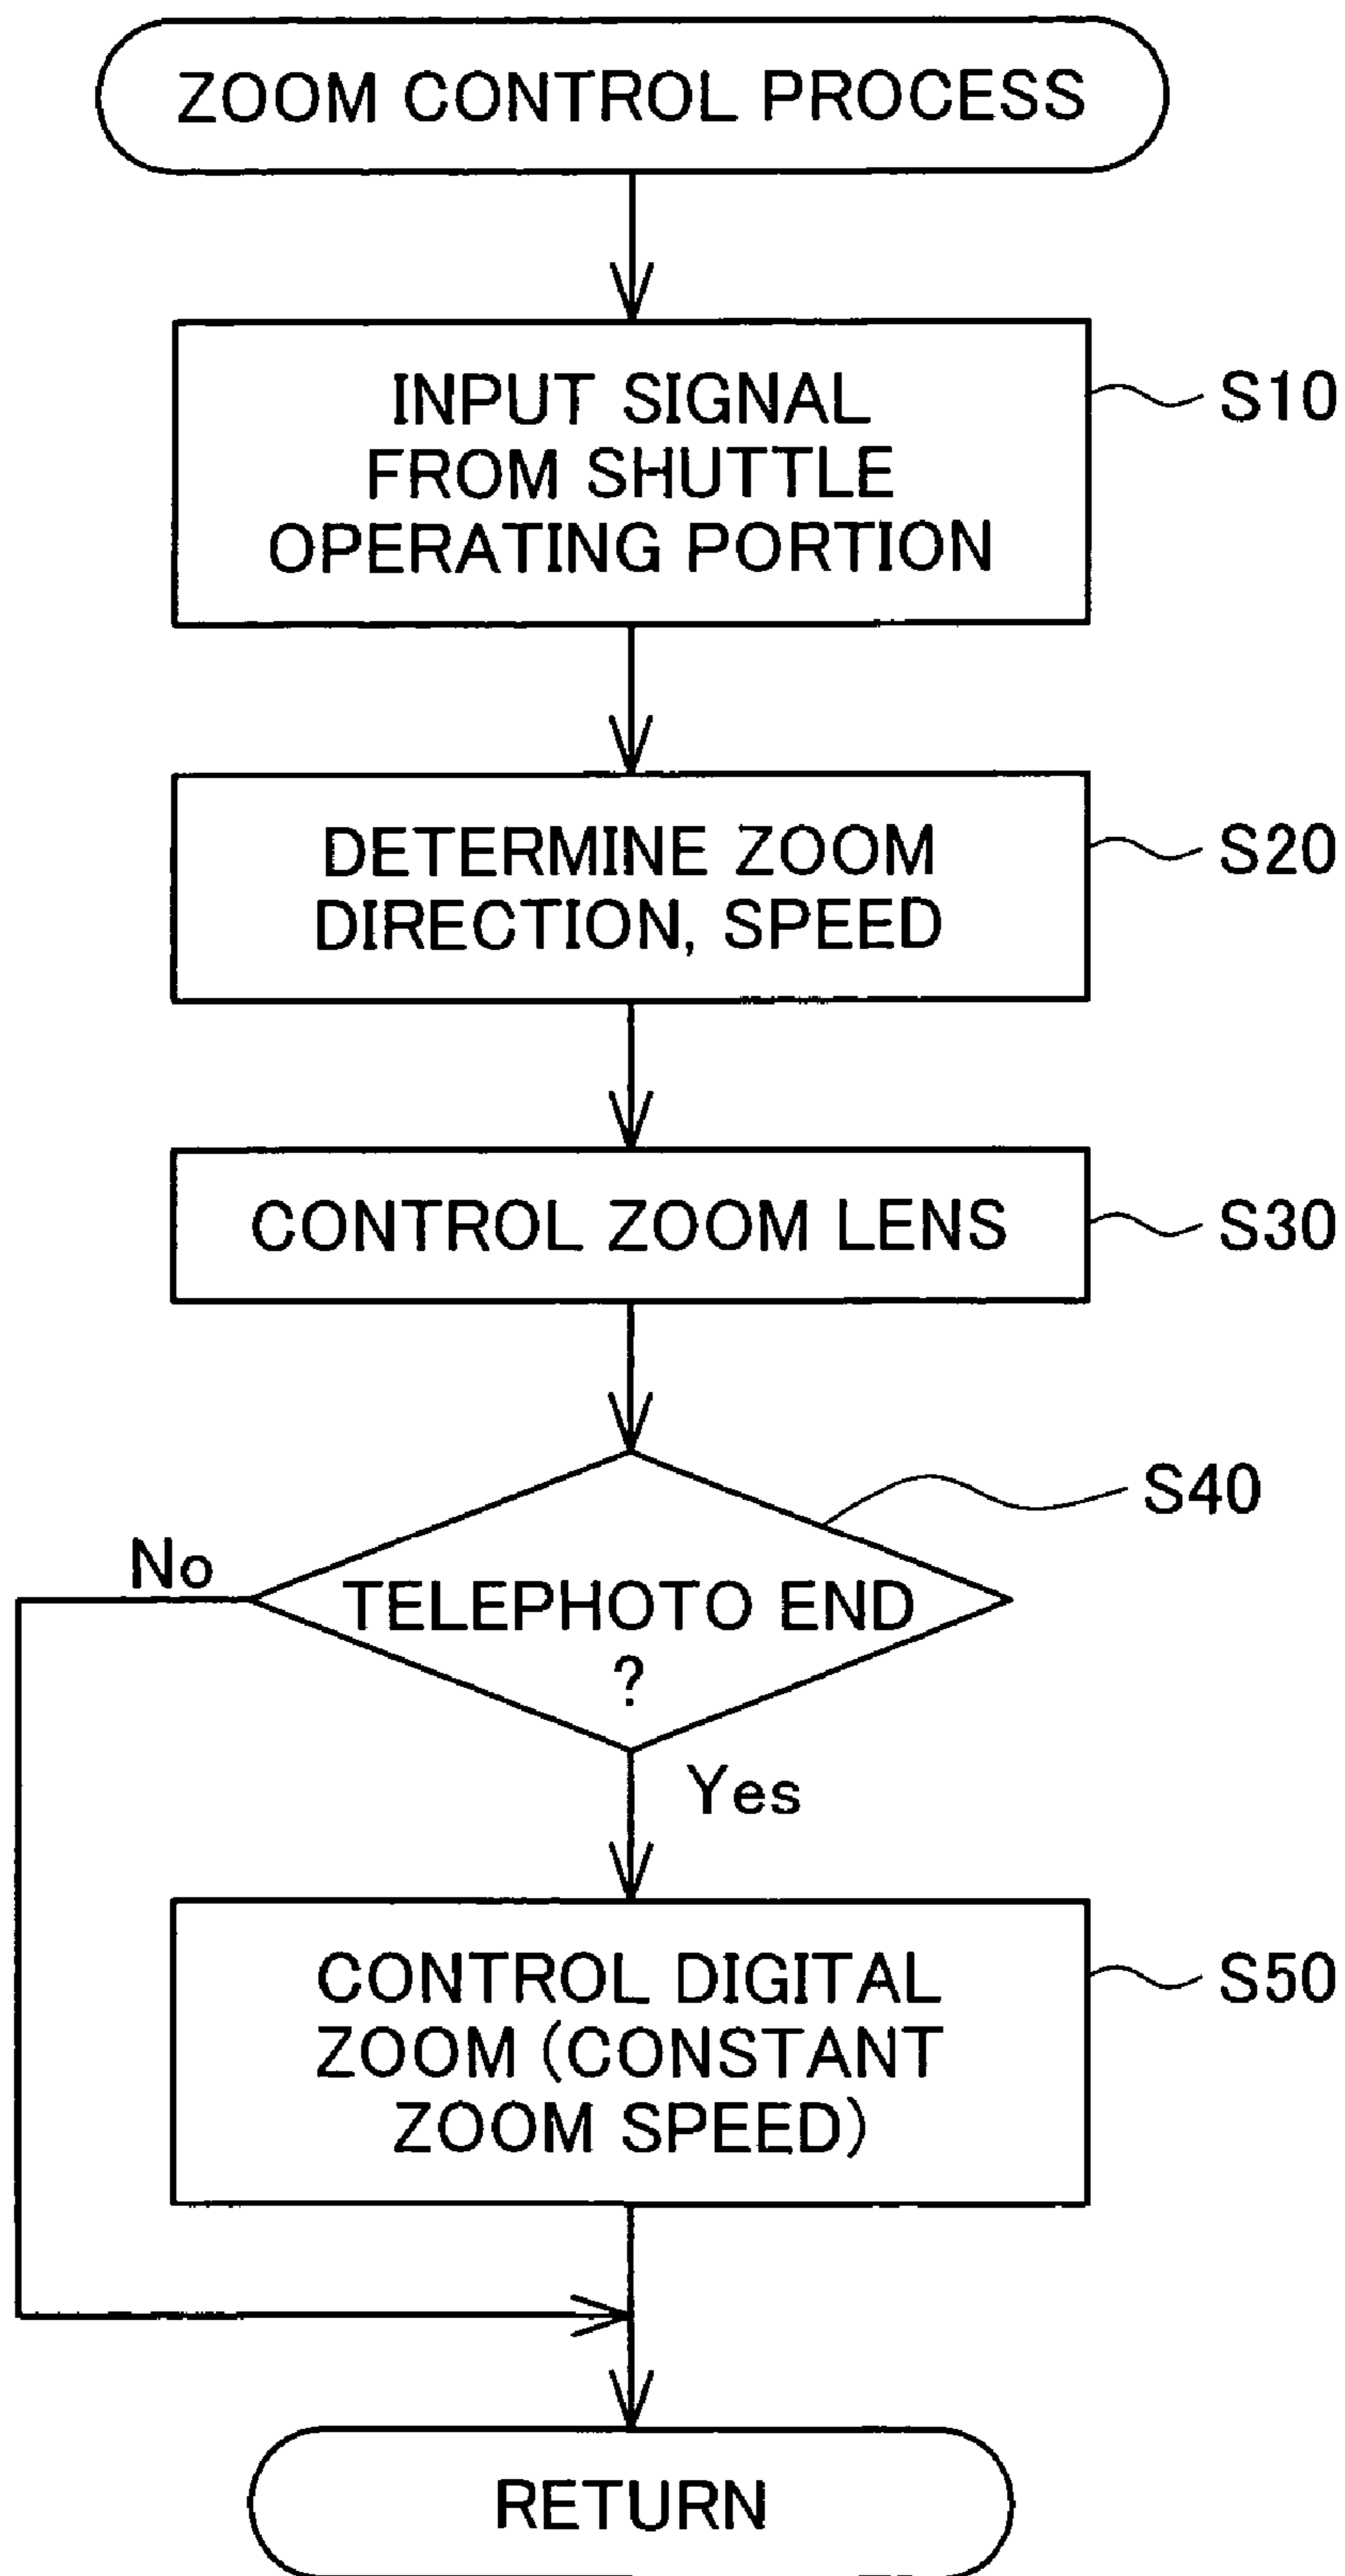 ZOOM CONTROL PROCESS
INPUT SIGNAL
FROM SHUTTLE
OPERATING PORTION
S10
DETERMINE ZOOM
DIRECTION, SPEED
S20
CONTROL ZOOM LENS
S30
S40
No
TELEPHOTO END
?
Yes
CONTROL DIGITAL
ZOOM (CONSTANT
ZOOM SPEED)
S50
RETURN